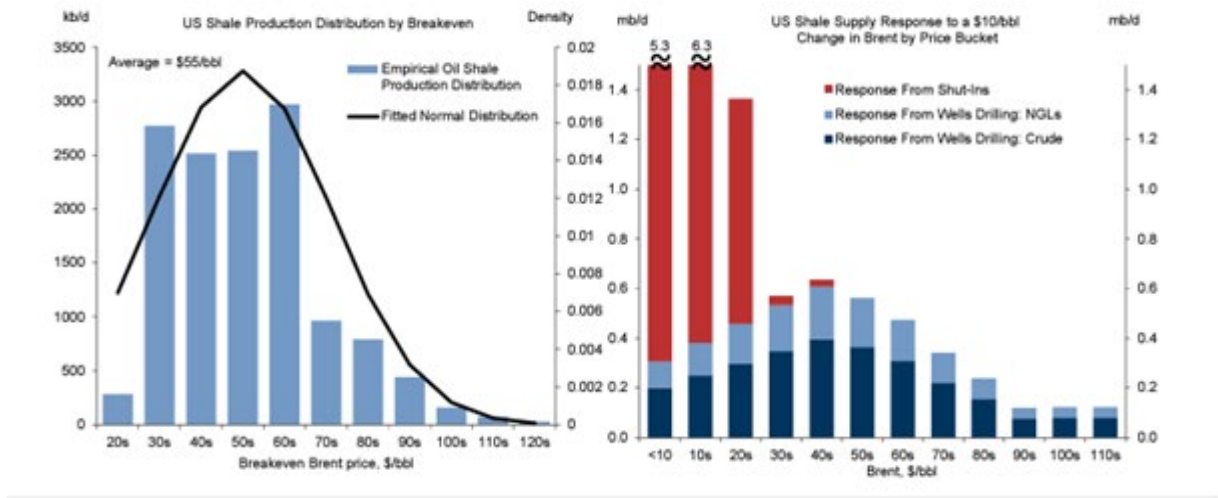 kb/d
US Shale Production Distribution by Breakeven
Density
Average = $55/bbl
Empirical Oil Shale
Production Distribution
Fitted Normal Distribution
3500
3000
2500
2000
1500
1000
500
0
0.02
0.018
0.016
0.014
0.012
0.01
0.008
0.006
0.004
0.002
0
20s 30s 40s 50s 60s 70s 80s 90s 100s 110s 120s
Breakeven Brent price, $/bbl
mb/d
US Shale Supply Response to a $10/bbl
Change in Brent by Price Bucket
mb/d
5.3 6.3
Response From Shut-Ins
Response From Wells Drilling: NGLs
Response From Wells Drilling: Crude
1.4
1.2
1.0
0.8
0.6
0.4
0.2
0.0
1.4
1.2
1.0
0.8
0.6
0.4
0.2
0.0
<10 10s 20s 30s 40s 50s 60s 70s 80s 90s 100s 110s
Brent, $/bbl